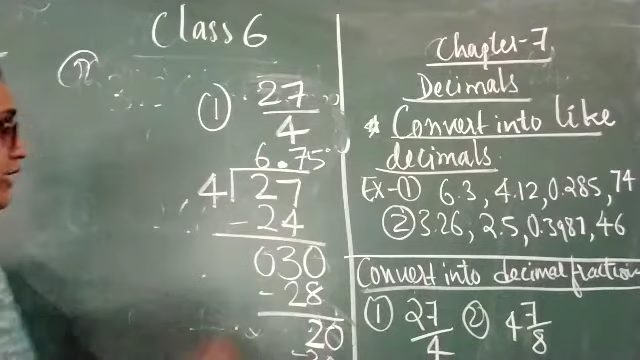 Class 6
① 27/4
6.75
4 27
-24
030
-28
20
Chapter-7
Decimals
* Convert into like
decimals.
Ex-① 6.3, 4.12, 0.285, 74
② 3.26, 2.5, 0.3987, 46
Convert into decimal fraction
① 27/4 ② 4 7/8